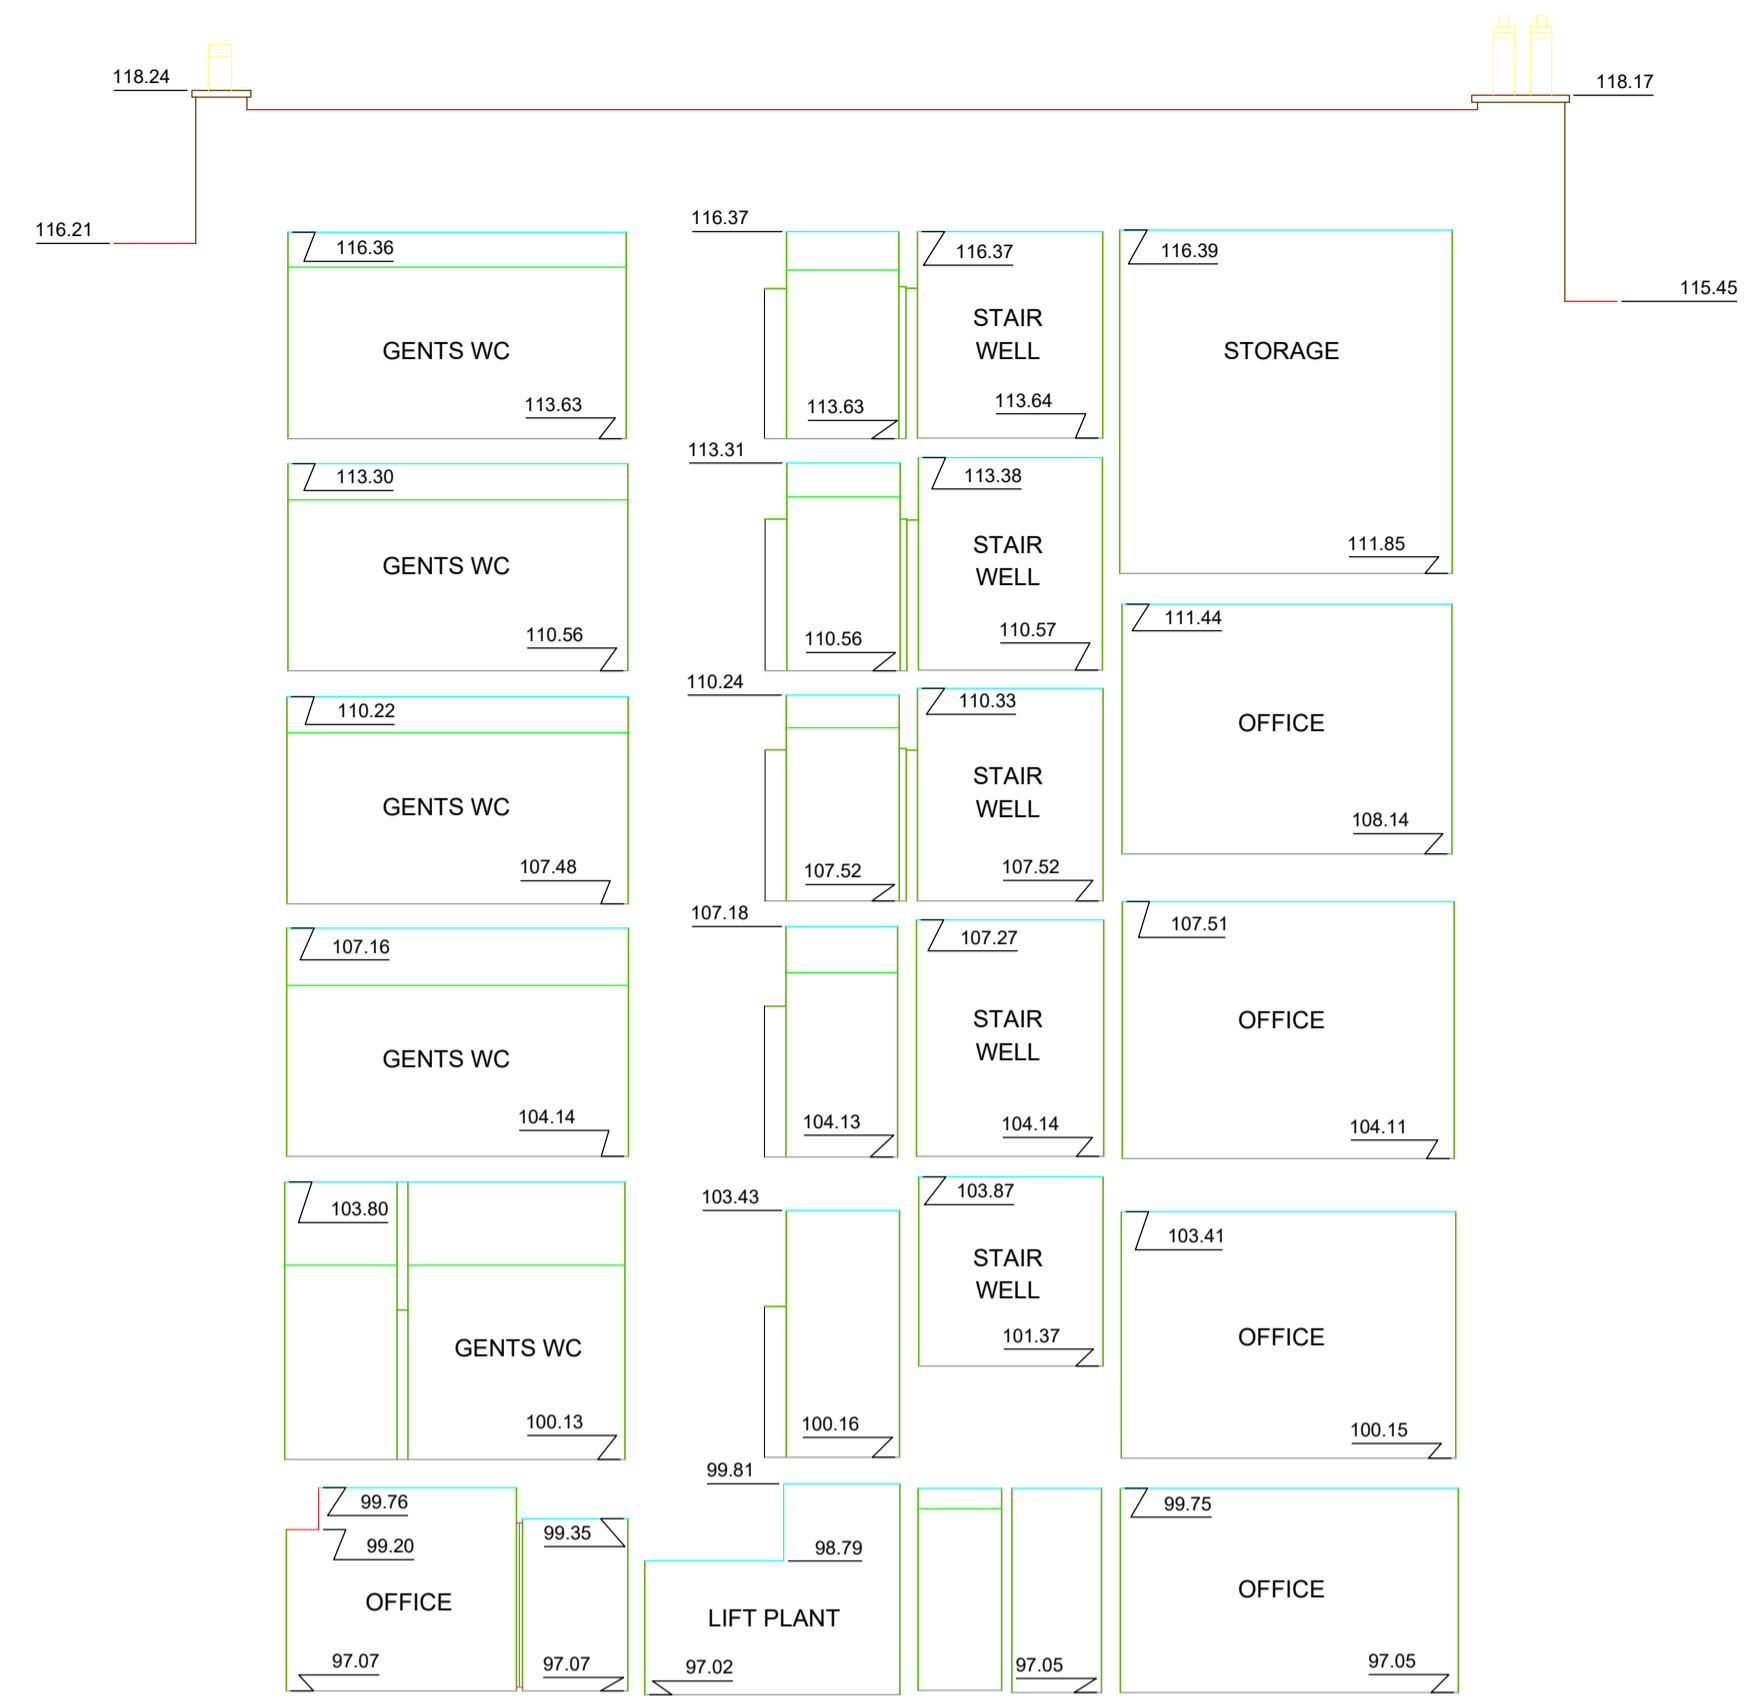 118.24
118.17
116.21
116.37
116.36
116.37
116.39
115.45
GENTS WC
STAIR
WELL
STORAGE
113.63
113.63
113.64
113.31
113.30
113.38
GENTS WC
STAIR
WELL
111.85
110.56
110.56
110.57
111.44
110.24
110.22
110.33
OFFICE
GENTS WC
STAIR
WELL
108.14
107.48
107.52
107.52
107.18
107.16
107.27
107.51
GENTS WC
STAIR
WELL
OFFICE
104.14
104.13
104.14
104.11
103.43
103.80
103.87
103.41
STAIR
WELL
GENTS WC
101.37
OFFICE
100.13
100.16
100.15
99.81
99.76
99.75
99.20
99.35
98.79
OFFICE
LIFT PLANT
OFFICE
97.07
97.07
97.02
97.05
97.05